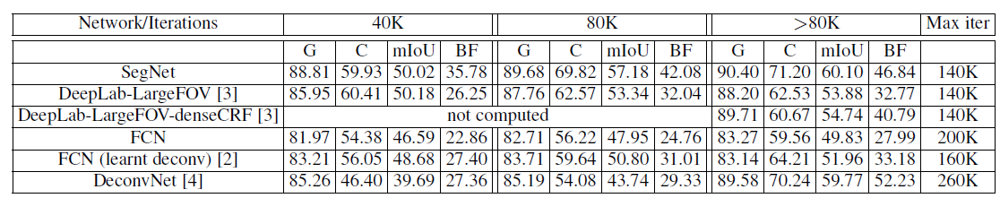 Network/Iterations 40K 80K >80K Max iter
G C mIoU BF G C mIoU BF G C mIoU BF
SegNet 88.81 59.93 50.02 35.78 89.68 69.82 57.18 42.08 90.40 71.20 60.10 46.84 140K
DeepLab-LargeFOV [3] 85.95 60.41 50.18 26.25 87.76 62.57 53.34 32.04 88.20 62.53 53.88 32.77 140K
DeepLab-LargeFOV-denseCRF [3] not computed 89.71 60.67 54.74 40.79 140K
FCN 81.97 54.38 46.59 22.86 82.71 56.22 47.95 24.76 83.27 59.56 49.83 27.99 200K
FCN (learnt deconv) [2] 83.21 56.05 48.68 27.40 83.71 59.64 50.80 31.01 83.14 64.21 51.96 33.18 160K
DeconvNet [4] 85.26 46.40 39.69 27.36 85.19 54.08 43.74 29.33 89.58 70.24 59.77 52.23 260K